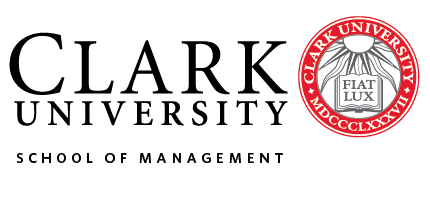 CLARK
UNIVERSITY
SCHOOL OF MANAGEMENT
CLARK UNIVERSITY
FIAT
LUX
MDCCCLXXXVII